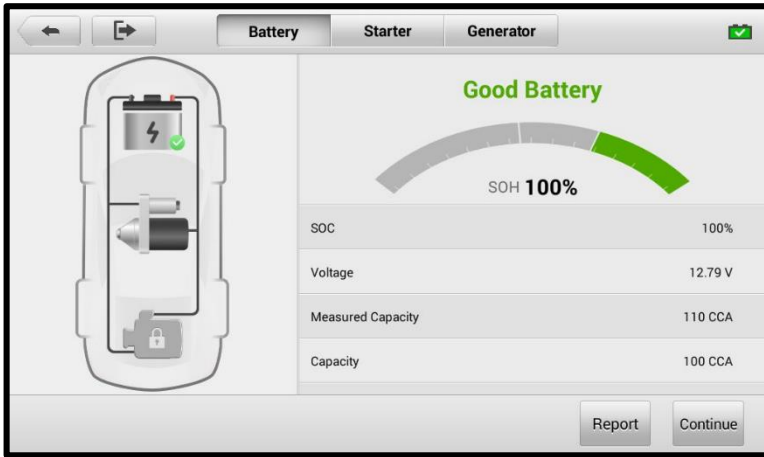 Battery Starter Generator
Good Battery
SOH 100%
SOC 100%
Voltage 12.79 V
Measured Capacity 110 CCA
Capacity 100 CCA
Report Continue